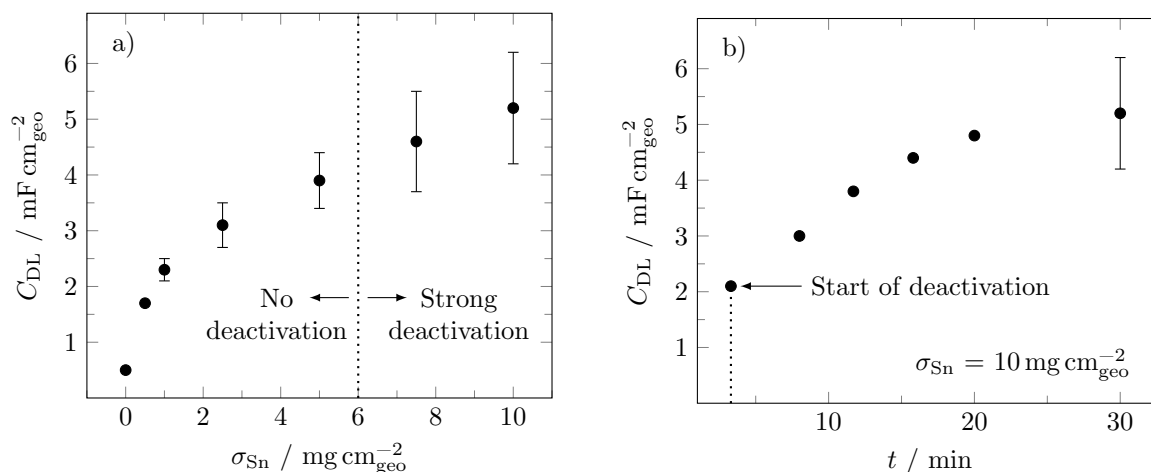 a)
6
5
4
3
2
1
C_DL / mF cm_geo^−2
No
deactivation
Strong
deactivation
0 2 4 6 8 10
σ_Sn / mg cm_geo^−2
b)
6
5
4
3
2
1
C_DL / mF cm_geo^−2
Start of deactivation
σ_Sn = 10 mg cm_geo^−2
10 20 30
t / min